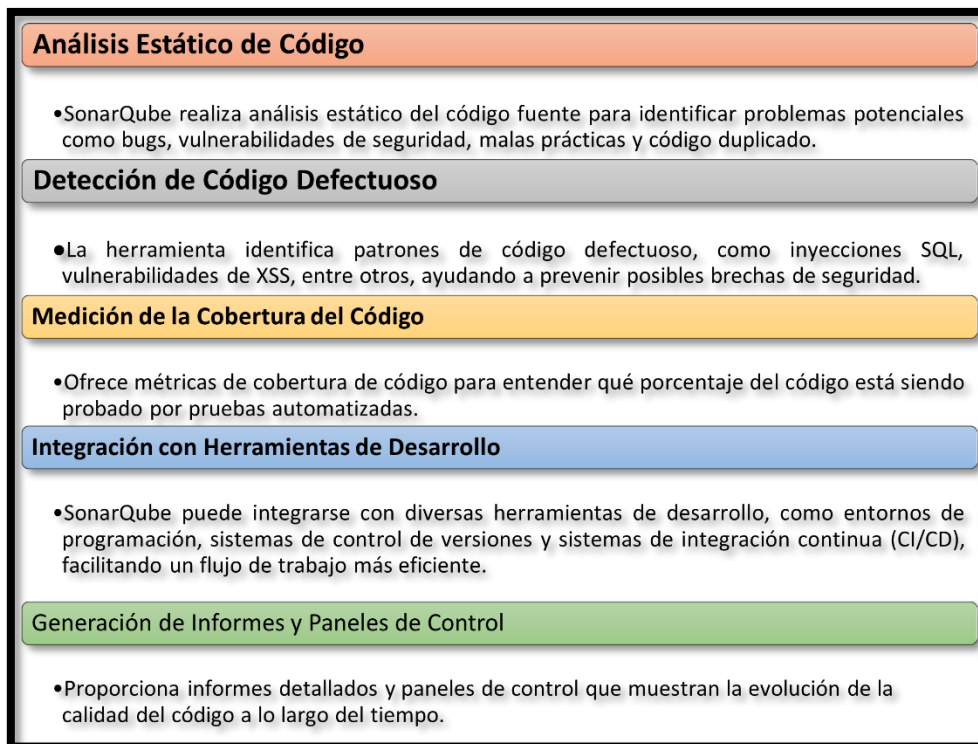 Análisis Estático de Código
•SonarQube realiza análisis estático del código fuente para identificar problemas potenciales
como bugs, vulnerabilidades de seguridad, malas prácticas y código duplicado.
Detección de Código Defectuoso
●La herramienta identifica patrones de código defectuoso, como inyecciones SQL,
vulnerabilidades de XSS, entre otros, ayudando a prevenir posibles brechas de seguridad.
Medición de la Cobertura del Código
•Ofrece métricas de cobertura de código para entender qué porcentaje del código está siendo
probado por pruebas automatizadas.
Integración con Herramientas de Desarrollo
•SonarQube puede integrarse con diversas herramientas de desarrollo, como entornos de
programación, sistemas de control de versiones y sistemas de integración continua (CI/CD),
facilitando un flujo de trabajo más eficiente.
Generación de Informes y Paneles de Control
•Proporciona informes detallados y paneles de control que muestran la evolución de la
calidad del código a lo largo del tiempo.